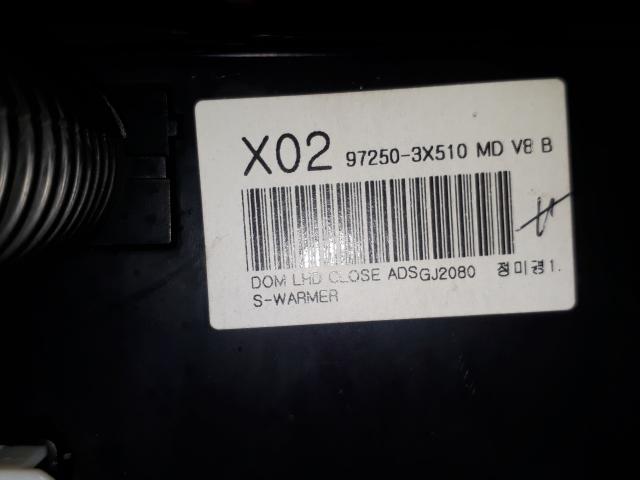 X02 97250-3X510 MD V8 B
DOM LHD CLOSE ADSGJ2080 정미경1.
S-WARMER